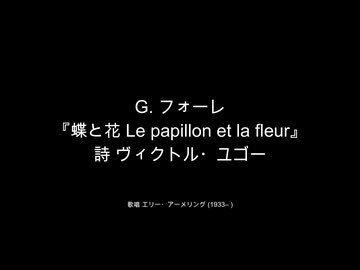 G. フォーレ
『蝶と花 Le papillon et la fleur』
詩 ヴィクトル・ユゴー
歌唱 エリー・アーメリング (1933– )